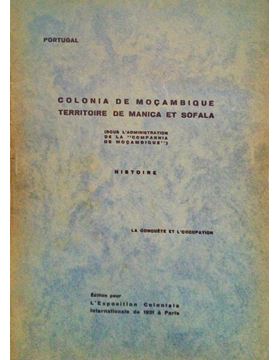 PORTUGAL
COLONIA DE MOÇAMBIQUE
TERRITOIRE DE MANICA ET SOFALA
(SOUS L'ADMINISTRATION
DE LA "COMPANHIA
DE MOÇAMBIQUE")
HISTOIRE
LA CONQUÊTE ET L'OCCUPATION
Édition pour
L'Exposition Coloniale
Internationale de 1931 à Paris